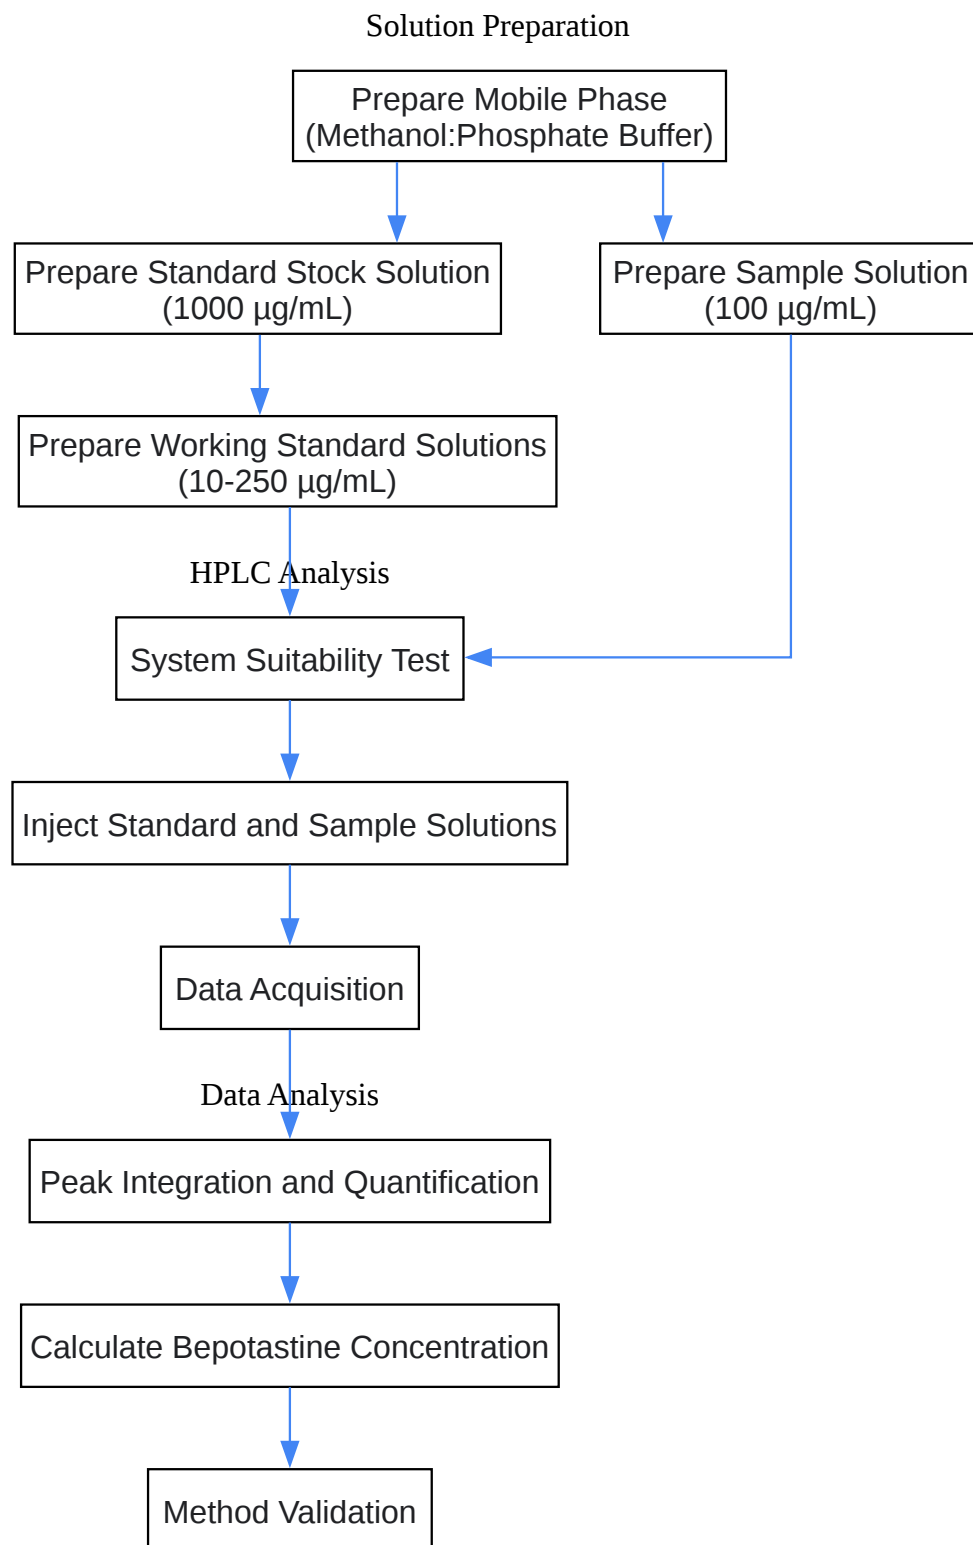 Solution Preparation
Prepare Mobile Phase
(Methanol:Phosphate Buffer)
Prepare Standard Stock Solution
(1000 µg/mL)
Prepare Sample Solution
(100 µg/mL)
Prepare Working Standard Solutions
(10-250 µg/mL)
HPLC Analysis
System Suitability Test
Inject Standard and Sample Solutions
Data Acquisition
Data Analysis
Peak Integration and Quantification
Calculate Bepotastine Concentration
Method Validation